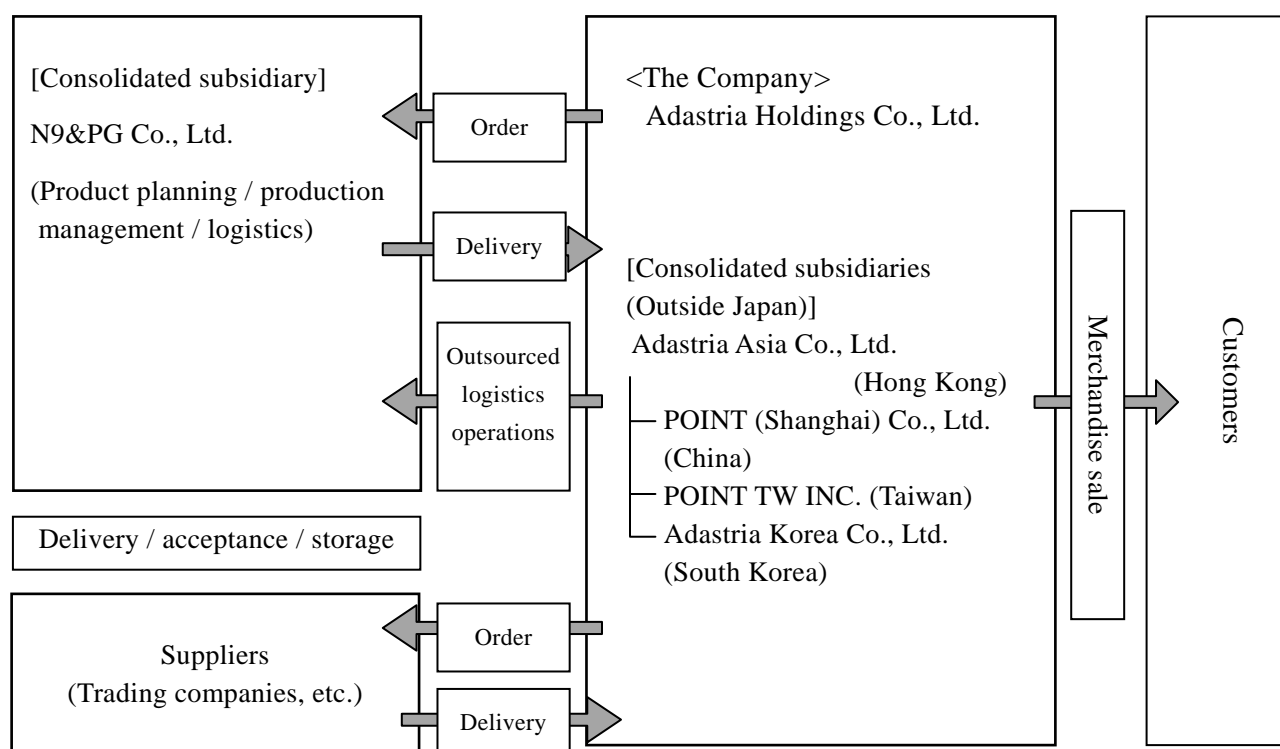 [Consolidated subsidiary]
N9&PG Co., Ltd.
(Product planning / production
management / logistics)
Order
Delivery
Outsourced
logistics
operations
<The Company>
Adastria Holdings Co., Ltd.
[Consolidated subsidiaries
(Outside Japan)]
Adastria Asia Co., Ltd.
(Hong Kong)
POINT (Shanghai) Co., Ltd.
(China)
POINT TW INC. (Taiwan)
Adastria Korea Co., Ltd.
(South Korea)
Merchandise sale
Customers
Delivery / acceptance / storage
Suppliers
(Trading companies, etc.)
Order
Delivery